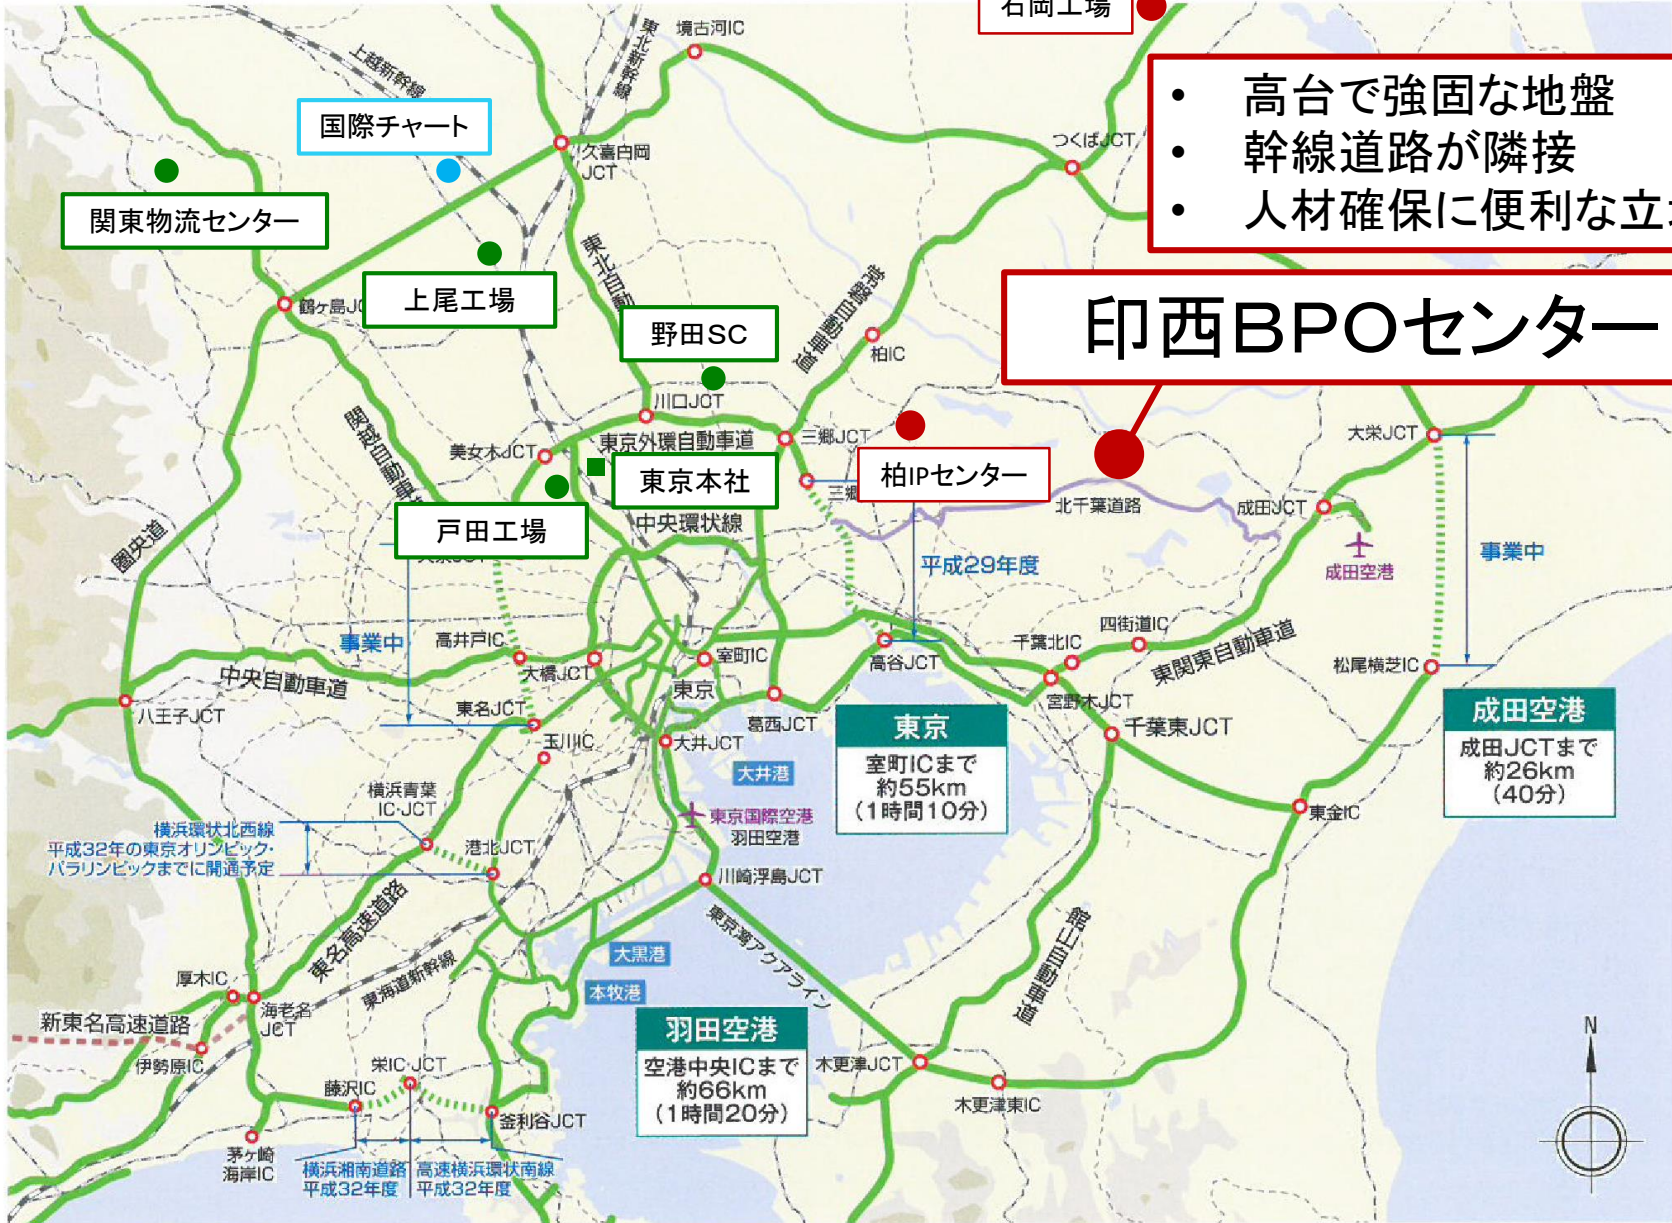 石岡工場
境古河IC
東北新幹線
上越新幹線
• 高台で強固な地盤
• 幹線道路が隣接
• 人材確保に便利な立
国際チャート
久喜白岡
JCT
つくばJCT
関東物流センター
東北自動
常磐自動車道
上尾工場
鶴ヶ島JC
野田SC
印西BPOセンター
柏IC
川口JCT
関越自動車
東京外環自動車道
三郷JCT
大栄JCT
美女木JCT
東京本社
柏IPセンター
三郷
北千葉道路
成田JCT
戸田工場
中央環状線
圏央道
平成29年度
成田空港
事業中
事業中
高井戸IC
中央自動車道
大橋JCT
室町IC
東京
高谷JCT
千葉北IC
四街道IC
東関東自動車道
松尾横芝IC
宮野木JCT
八王子JCT
東名JCT
玉川IC
大井JCT
葛西JCT
千葉東JCT
東京
室町ICまで
約55km
(1時間10分)
成田空港
成田JCTまで
約26km
(40分)
大井港
横浜青葉
IC・JCT
東京国際空港
羽田空港
東金IC
横浜環状北西線
平成32年の東京オリンピック・
パラリンピックまでに開通予定
港北JCT
川崎浮島JCT
東名高速道路
東京湾アクアライン
館山自動車道
東海道新幹線
大黒港
本牧港
厚木IC
海老名
JCT
新東名高速道路
伊勢原IC
羽田空港
空港中央ICまで
約66km
(1時間20分)
木更津JCT
木更津東IC
栄IC・JCT
藤沢IC
釜利谷JCT
茅ヶ崎
海岸IC
横浜湘南道路
平成32年度
高速横浜環状南線
平成32年度
N